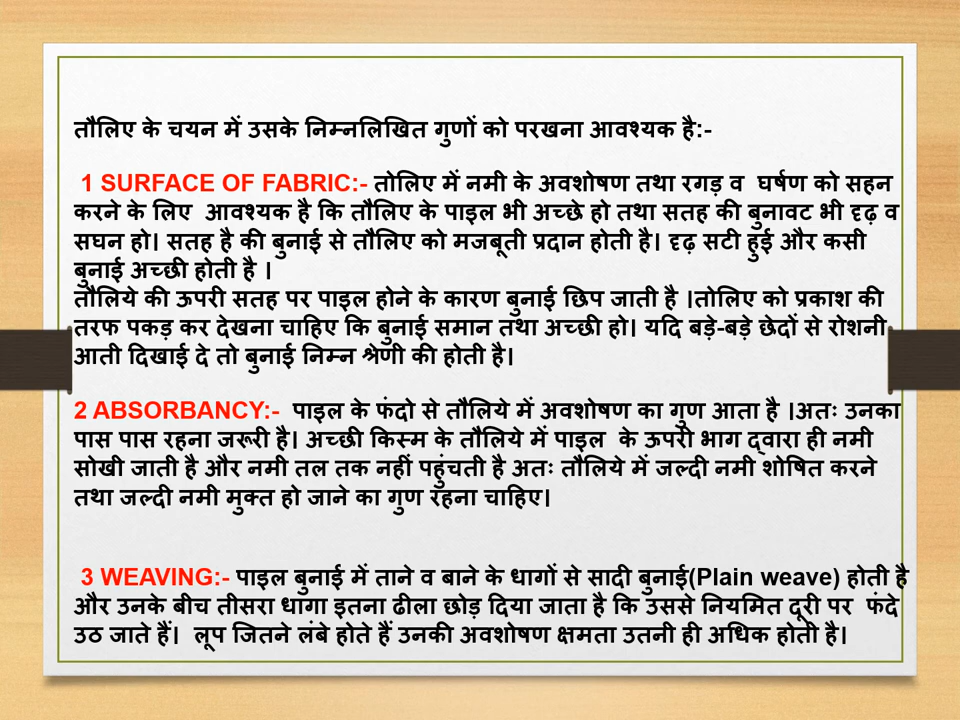 तौलिए के चयन में उसके निम्नलिखित गुणों को परखना आवश्यक है:-
1 SURFACE OF FABRIC:- तोलिए में नमी के अवशोषण तथा रगड़ व घर्षण को सहन
करने के लिए आवश्यक है कि तौलिए के पाइल भी अच्छे हो तथा सतह की बुनावट भी दृढ़ व
सघन हो। सतह है की बुनाई से तौलिए को मजबूती प्रदान होती है। दृढ़ सटी हुई और कसी
बुनाई अच्छी होती है ।
तौलिये की ऊपरी सतह पर पाइल होने के कारण बुनाई छिप जाती है ।तोलिए को प्रकाश की
तरफ पकड़ कर देखना चाहिए कि बुनाई समान तथा अच्छी हो। यदि बड़े-बड़े छेदों से रोशनी
आती दिखाई दे तो बुनाई निम्न श्रेणी की होती है।
2 ABSORBANCY:- पाइल के फंदो से तौलिये में अवशोषण का गुण आता है ।अतः उनका
पास पास रहना जरूरी है। अच्छी किस्म के तौलिये में पाइल के ऊपरी भाग द्वारा ही नमी
सोखी जाती है और नमी तल तक नहीं पहुंचती है अतः तौलिये में जल्दी नमी शोषित करने
तथा जल्दी नमी मुक्त हो जाने का गुण रहना चाहिए।
3 WEAVING:- पाइल बुनाई में ताने व बाने के धागों से सादी बुनाई(Plain weave) होती है
और उनके बीच तीसरा धागा इतना ढीला छोड़ दिया जाता है कि उससे नियमित दूरी पर फंदे
उठ जाते हैं। लूप जितने लंबे होते हैं उनकी अवशोषण क्षमता उतनी ही अधिक होती है।